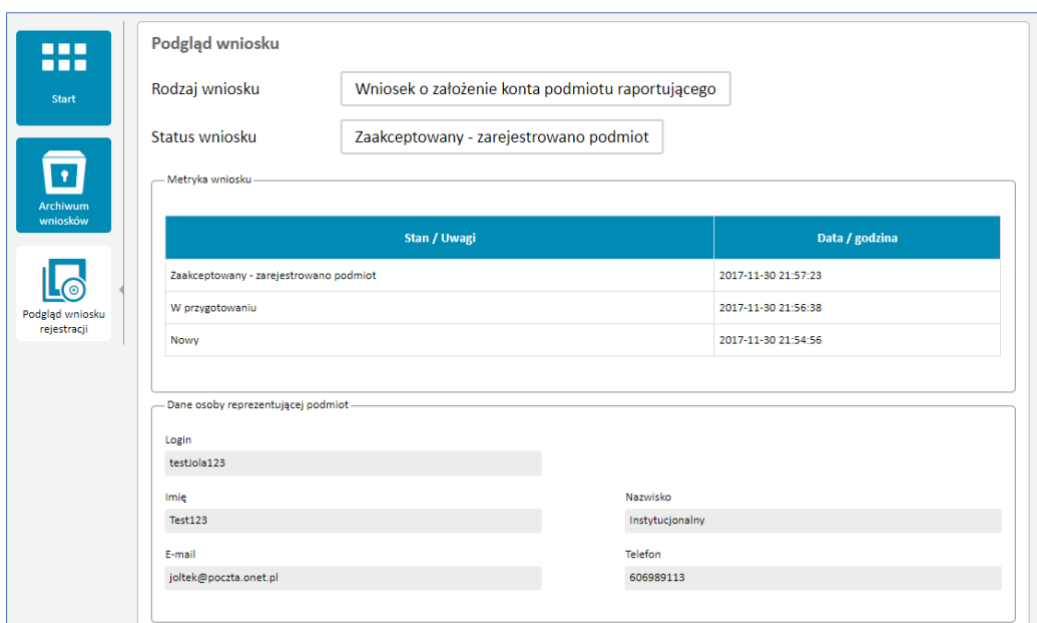 Start
Archiwum
wniosków
Podgląd wniosku
rejestracji
Podgląd wniosku
Rodzaj wniosku Wniosek o założenie konta podmiotu raportującego
Status wniosku Zaakceptowany - zarejestrowano podmiot
Metryka wniosku
Stan / Uwagi Data / godzina
Zaakceptowany - zarejestrowano podmiot 2017-11-30 21:57:23
W przygotowaniu 2017-11-30 21:56:38
Nowy 2017-11-30 21:54:56
Dane osoby reprezentującej podmiot
Login
testJola123
Imię Nazwisko
Test123 Instytucjonalny
E-mail Telefon
joltek@poczta.onet.pl 606989113